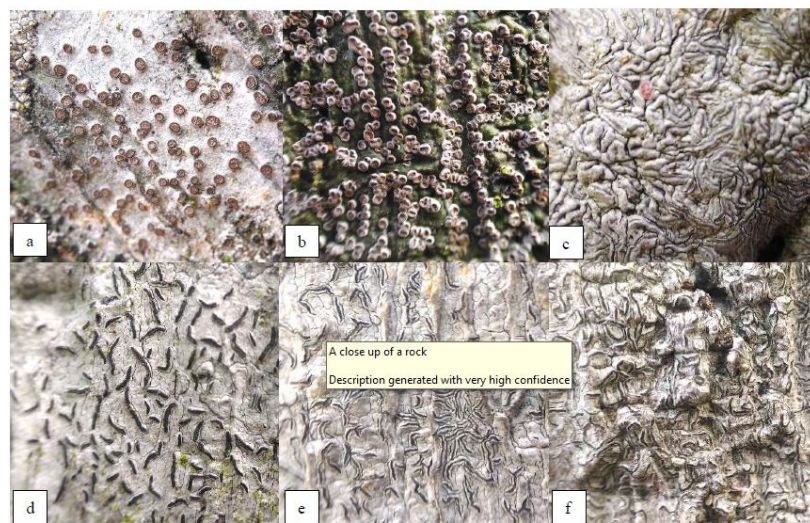 a
b
c
d
e
f
A close up of a rock
Description generated with very high confidence